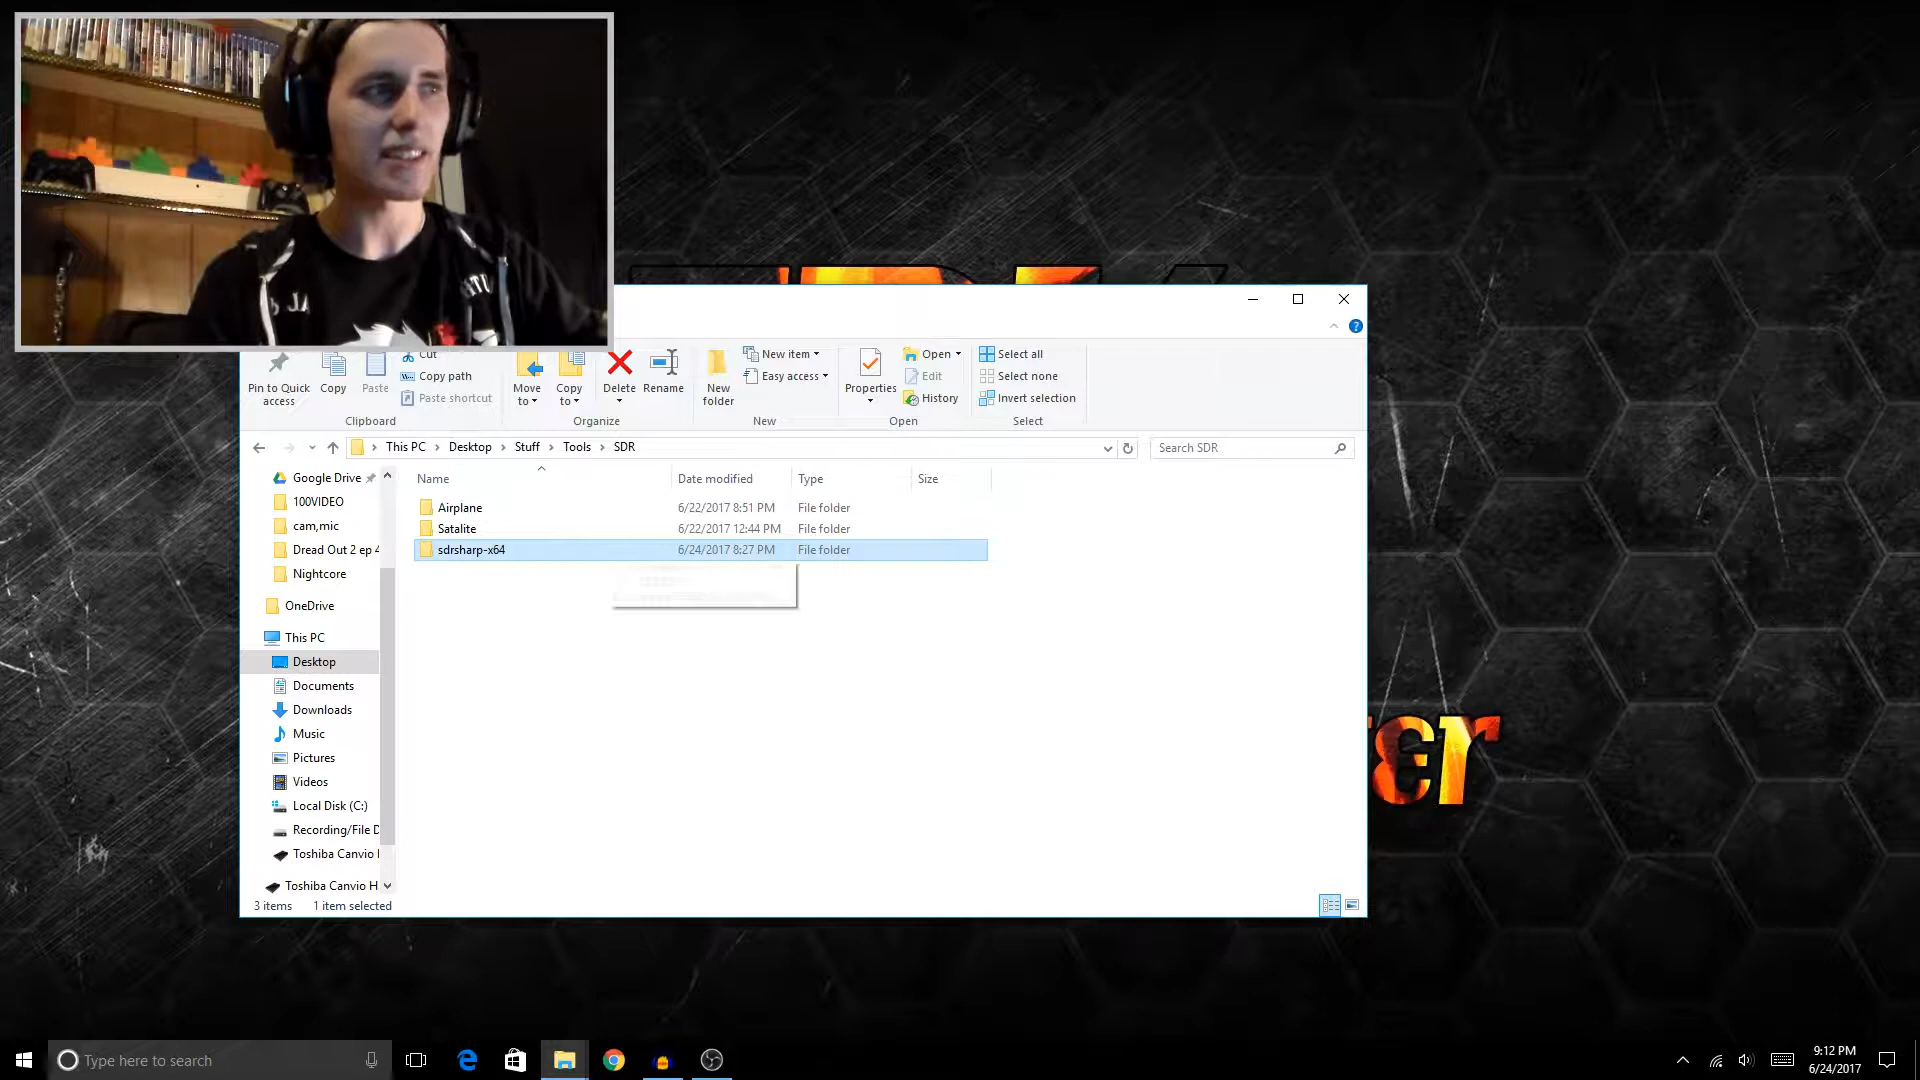 Cut
Pin to Quick access
Copy
Paste
Copy path
Paste shortcut
Clipboard
Move to
Copy to
Delete
Rename
Organize
New folder
New item
Easy access
New
Properties
Open
Edit
History
Open
Select all
Select none
Invert selection
Select
This PC > Desktop > Stuff > Tools > SDR
Search SDR
Google Drive
100VIDEO
cam,mic
Dread Out 2 ep 4
Nightcore
OneDrive
This PC
Desktop
Documents
Downloads
Music
Pictures
Videos
Local Disk (C:)
Recording/File D
Toshiba Canvio
Toshiba Canvio H
Name Date modified Type Size
Airplane 6/22/2017 8:51 PM File folder
Satalite 6/22/2017 12:44 PM File folder
sdrsharp-x64 6/24/2017 8:27 PM File folder
3 items 1 item selected
Type here to search
9:12 PM
6/24/2017